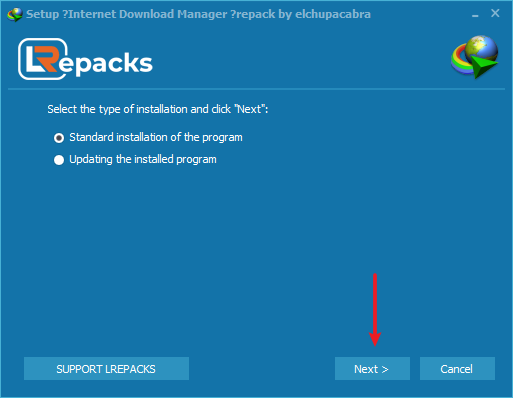 Setup ?Internet Download Manager ?repack by elchupacabra
LRepacks
Select the type of installation and click "Next":
Standard installation of the program
Updating the installed program
SUPPORT LREPACKS
Next >
Cancel